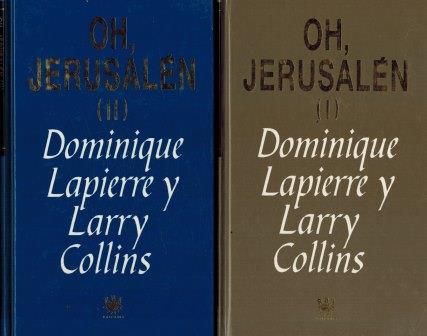 OH,
JERUSALÉN
(II)
Dominique
Lapierre y
Larry
Collins
OH,
JERUSALÉN
(I)
Dominique
Lapierre y
Larry
Collins